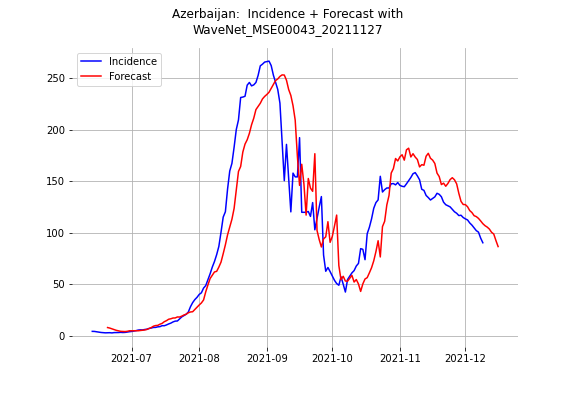 Azerbaijan:  Incidence + Forecast with
WaveNet_MSE00043_20211127
Incidence
Forecast
250
200
150
100
50
0
2021-07 2021-08 2021-09 2021-10 2021-11 2021-12